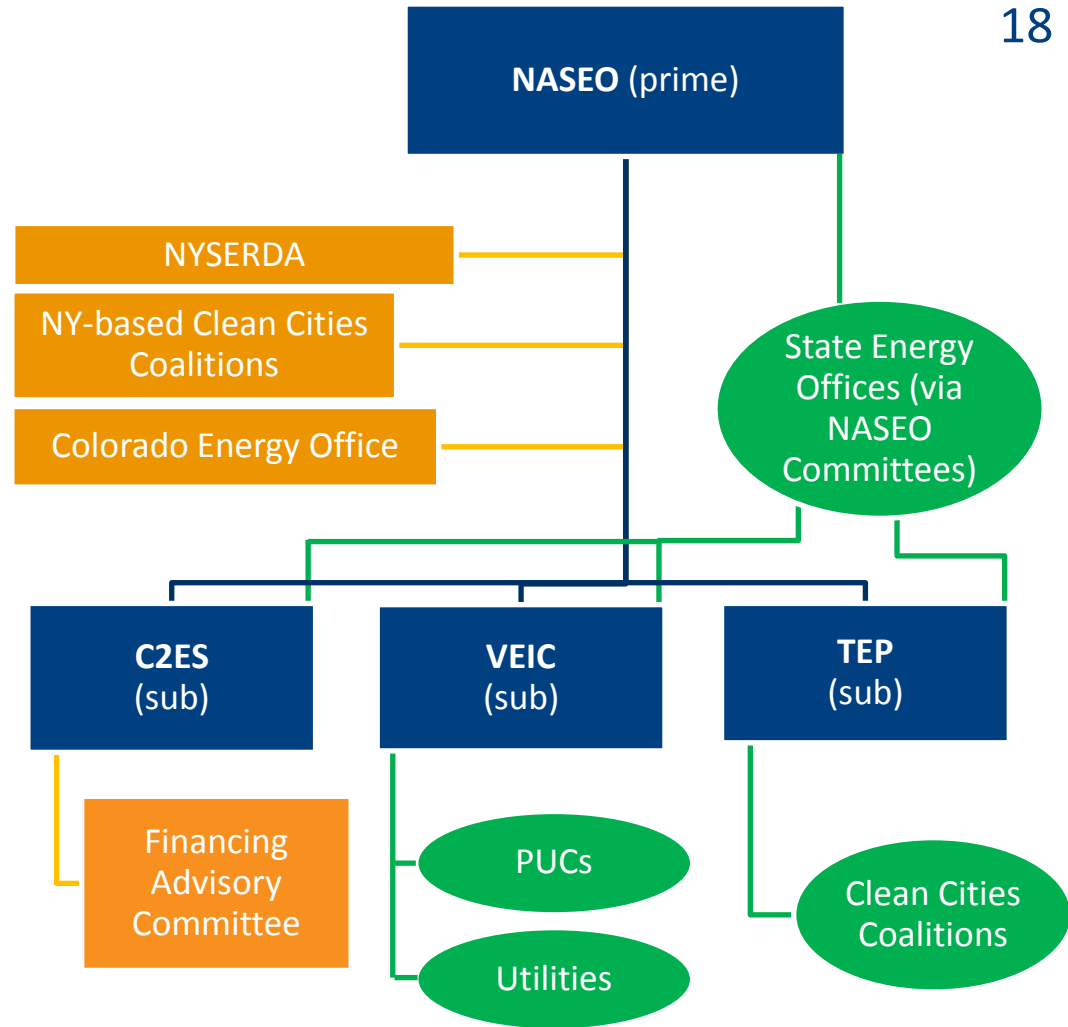 18
NASEO (prime)
NYSERDA
NY-based Clean Cities
Coalitions
Colorado Energy Office
State Energy
Offices (via
NASEO
Committees)
C2ES
(sub)
VEIC
(sub)
TEP
(sub)
Financing
Advisory
Committee
PUCs
Utilities
Clean Cities
Coalitions